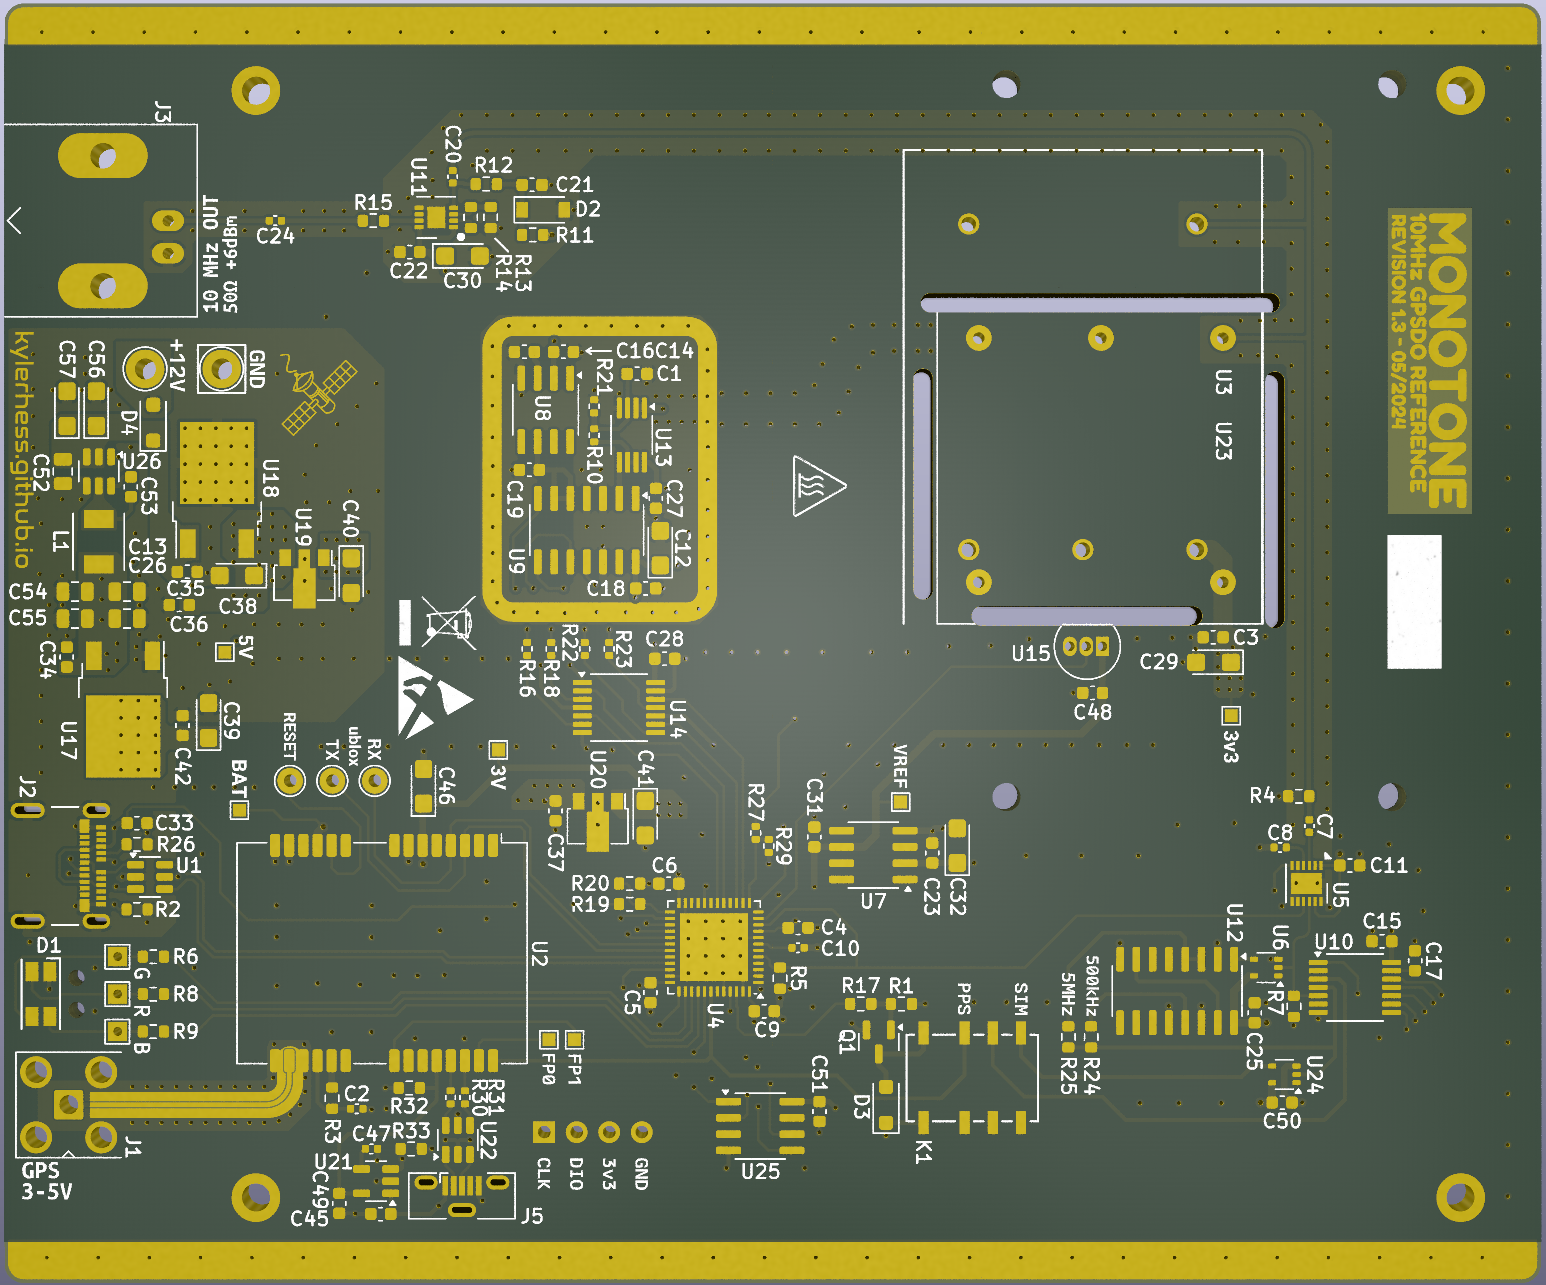 J3
C20
U11
R12
C21
R15
D2
R11
C24
C22
C30
R14
R13
10 MHz OUT
50Ω +6dBm
MONOTONE
10MHz GPSDO REFERENCE
REVISION 1.3 - 05/2024
kylerhess.github.io
C57
C56
+12V
GND
D4
C16
C14
R21
C1
U8
U13
R10
C19
C27
U9
C12
C18
U3
U23
C52
U26
C53
U18
L1
C13
C26
U19
C40
C35
C38
C54
C55
C36
C34
5V
U17
C42
C39
R22
R23
C28
R16
R18
U14
U15
C3
C29
C48
3v3
RESET
TX
ublox
RX
3V
BAT
C46
U20
C41
C37
VREF
R27
R29
C31
U7
C23
C32
R4
C7
C8
C11
U5
J2
C33
R26
U1
R2
D1
R6
G
R8
R
R9
B
U2
C6
R20
R19
C4
C10
R5
C5
U4
C9
R17
R1
Q1
PPS
SIM
5MHz
500kHz
U12
U6
U10
C15
C17
R7
C25
R25
R24
U24
C50
FP0
FP1
J1
GPS
3-5V
R3
C2
R32
R30
R31
C47
R33
U22
U21
C49
C45
J5
CLK
DIO
3v3
GND
U25
C51
D3
K1